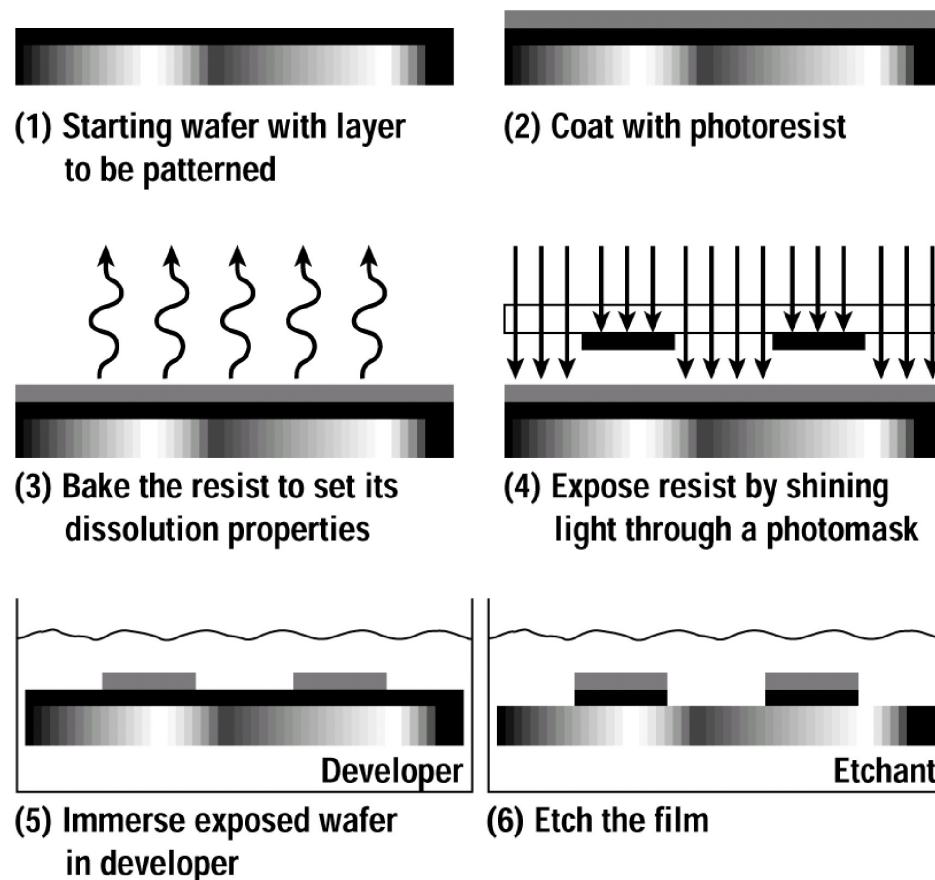 (1) Starting wafer with layer
to be patterned
(2) Coat with photoresist
(3) Bake the resist to set its
dissolution properties
(4) Expose resist by shining
light through a photomask
Developer
(5) Immerse exposed wafer
in developer
Etchant
(6) Etch the film